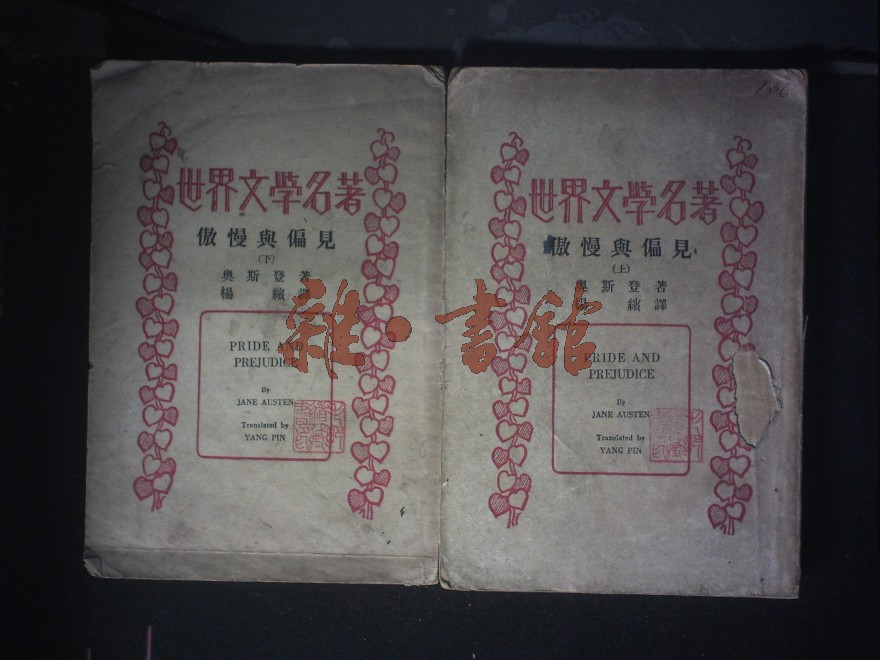 世界文學名著
傲慢與偏見
(下)
奧斯登著
楊繽譯
PRIDE AND
PREJUDICE
By
JANE AUSTEN
Translated by
YANG PIN
世界文學名著
傲慢與偏見
(上)
奧斯登著
楊繽譯
PRIDE AND
PREJUDICE
By
JANE AUSTEN
Translated by
YANG PIN
雜·書館